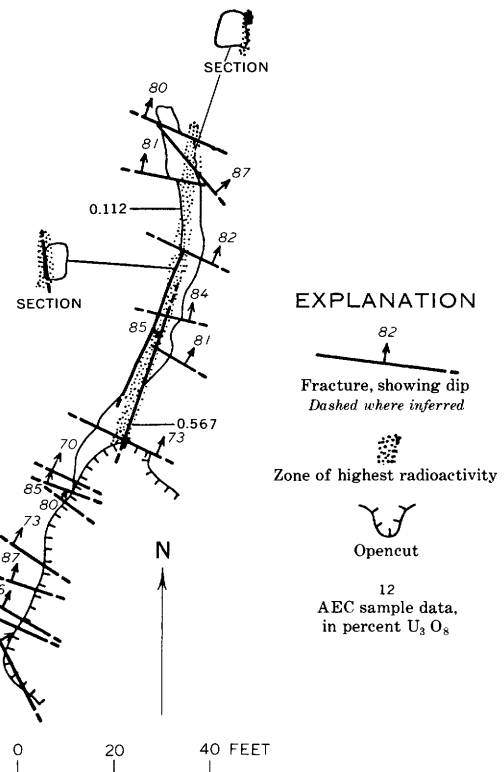 SECTION
80
81
87
0.112
82
SECTION
84
85
81
0.567
73
70
85
80
73
87
N
0 20 40 FEET
EXPLANATION
82
Fracture, showing dip
Dashed where inferred
Zone of highest radioactivity
Opencut
12
AEC sample data,
in percent U₃ O₈